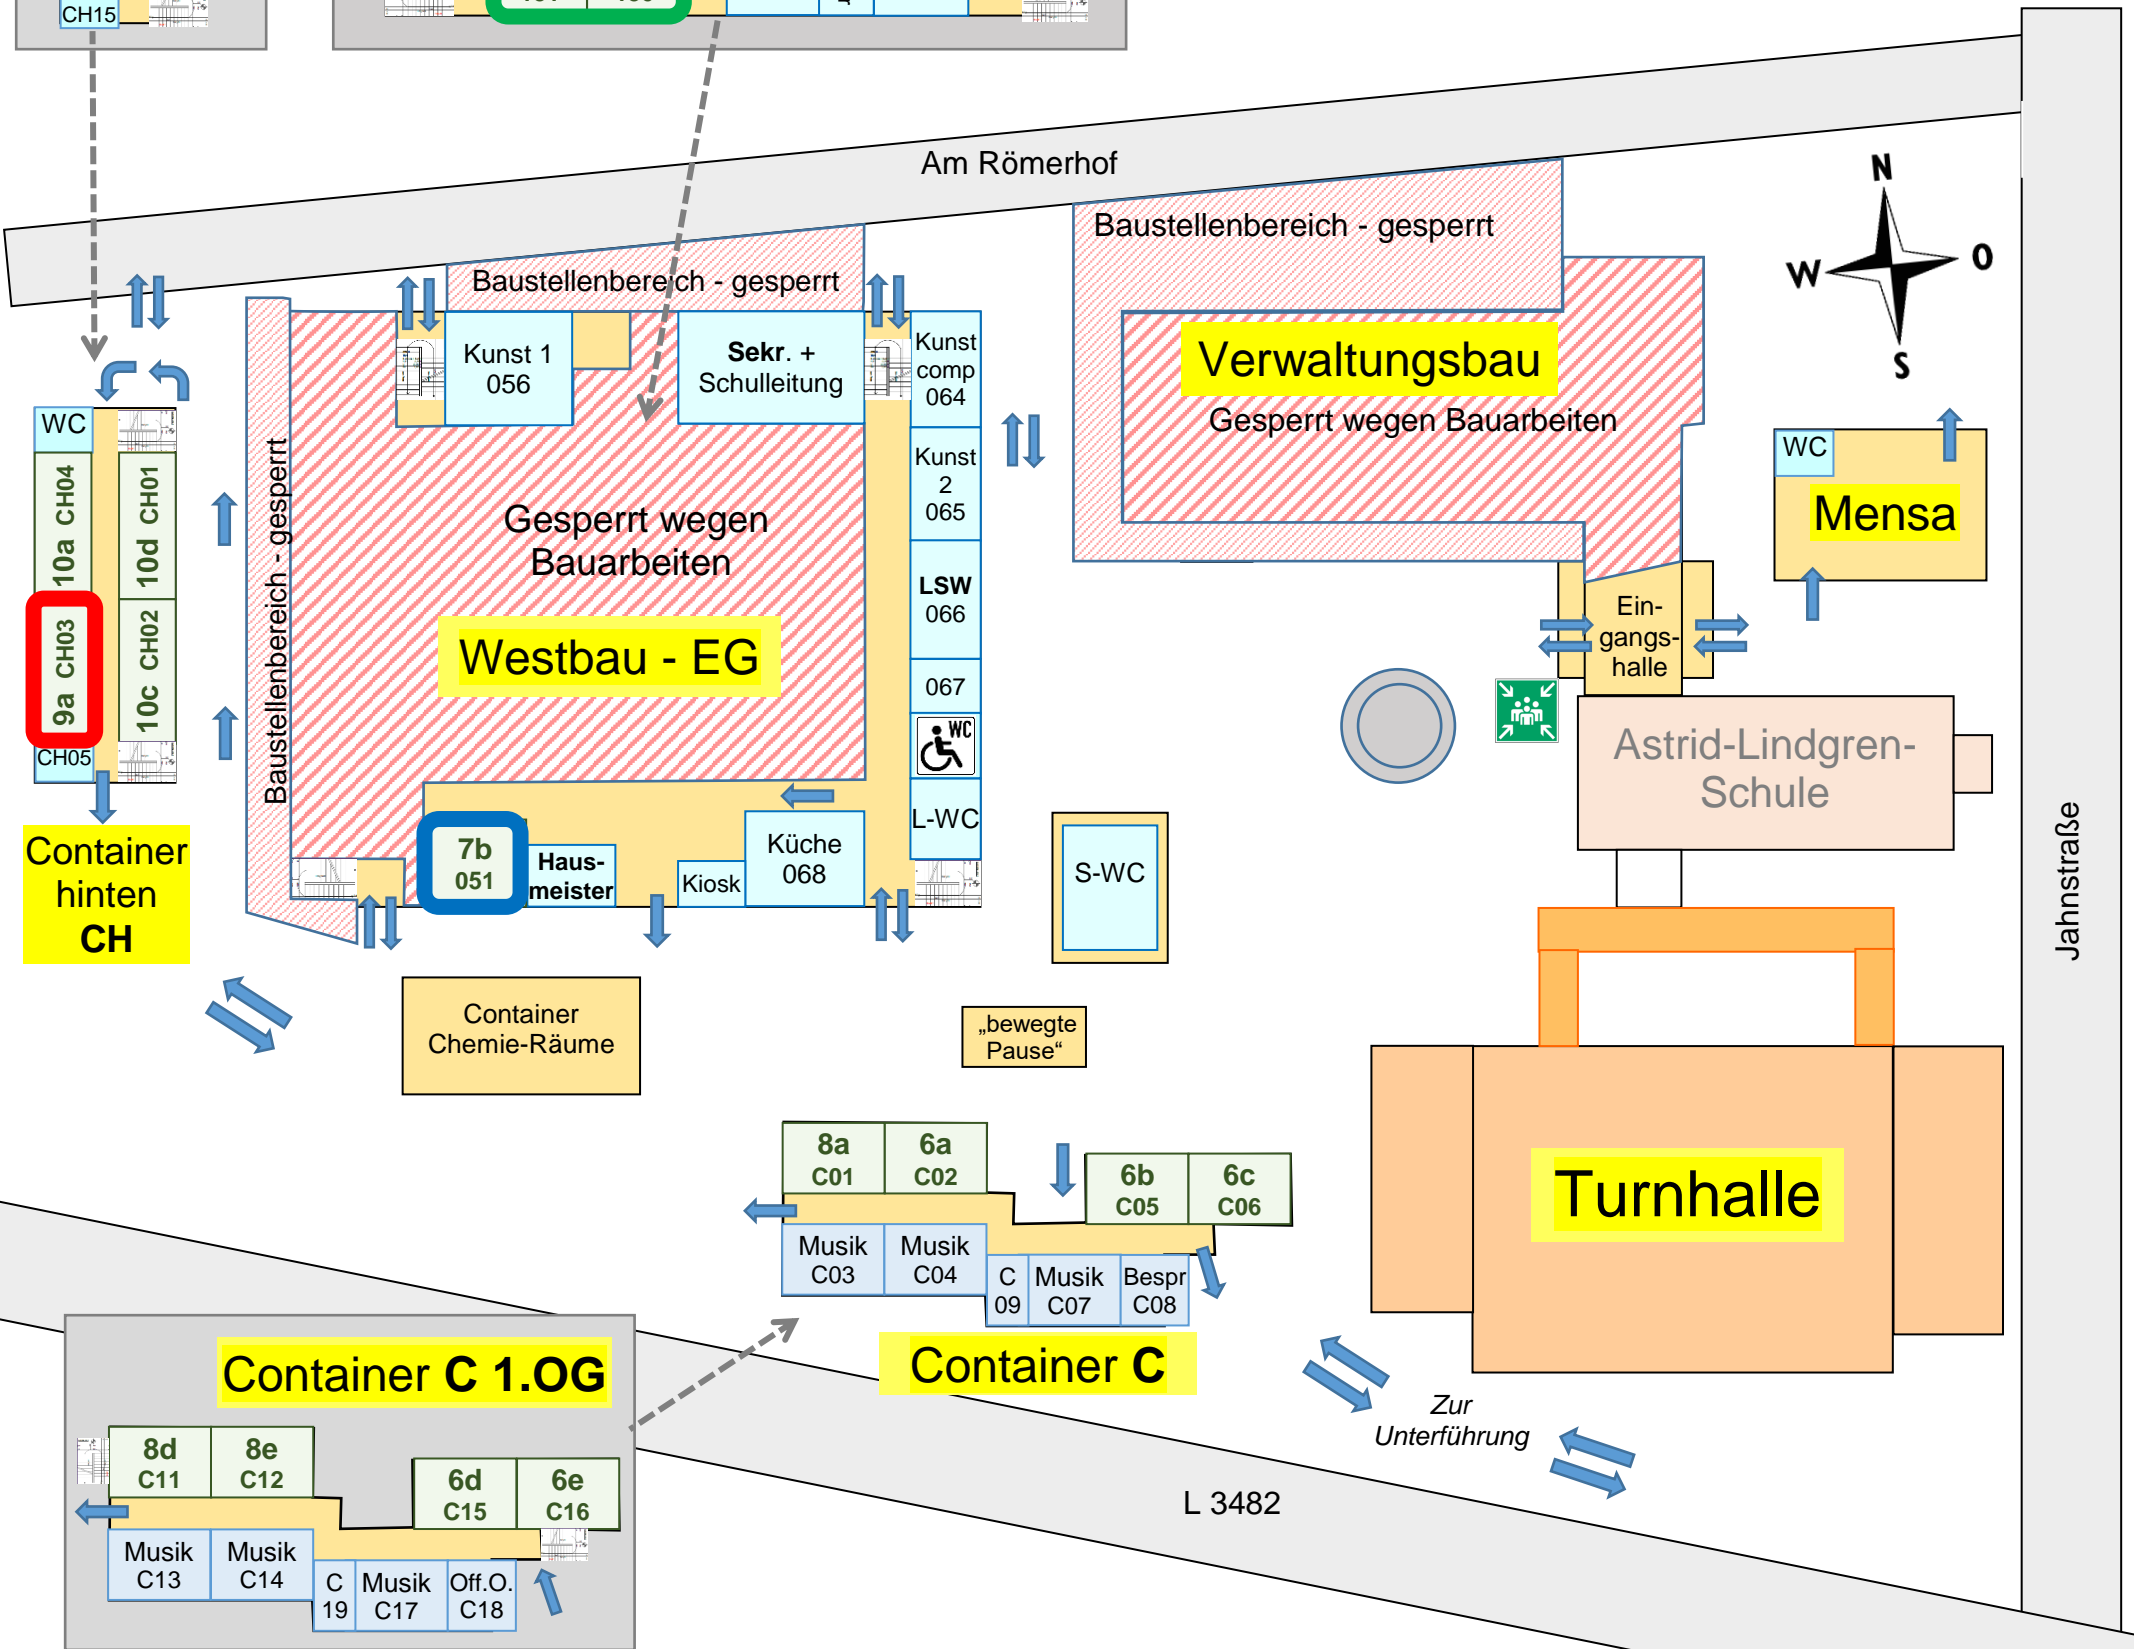 CH15
Am Römerhof
N
W
O
S
Baustellenbereich - gesperrt
Baustellenbereich - gesperrt
Baustellenbereich - gesperrt
Kunst 1
056
Sekr. +
Schulleitung
Kunst
comp
064
Kunst
2
065
LSW
066
067
WC
L-WC
Verwaltungsbau
Gesperrt wegen Bauarbeiten
WC
Mensa
Ein-
gangs-
halle
Astrid-Lindgren-
Schule
Jahnstraße
WC
10a CH04
10d CH01
9a CH03
10c CH02
CH05
Container
hinten
CH
Gesperrt wegen
Bauarbeiten
Westbau - EG
7b
051
Haus-
meister
Kiosk
Küche
068
S-WC
Container
Chemie-Räume
„bewegte
Pause“
8a
C01
6a
C02
6b
C05
6c
C06
Musik
C03
Musik
C04
C
09
Musik
C07
Bespr
C08
Container C
Turnhalle
Zur
Unterführung
L 3482
Container C 1.OG
8d
C11
8e
C12
6d
C15
6e
C16
Musik
C13
Musik
C14
C
19
Musik
C17
Off.O.
C18